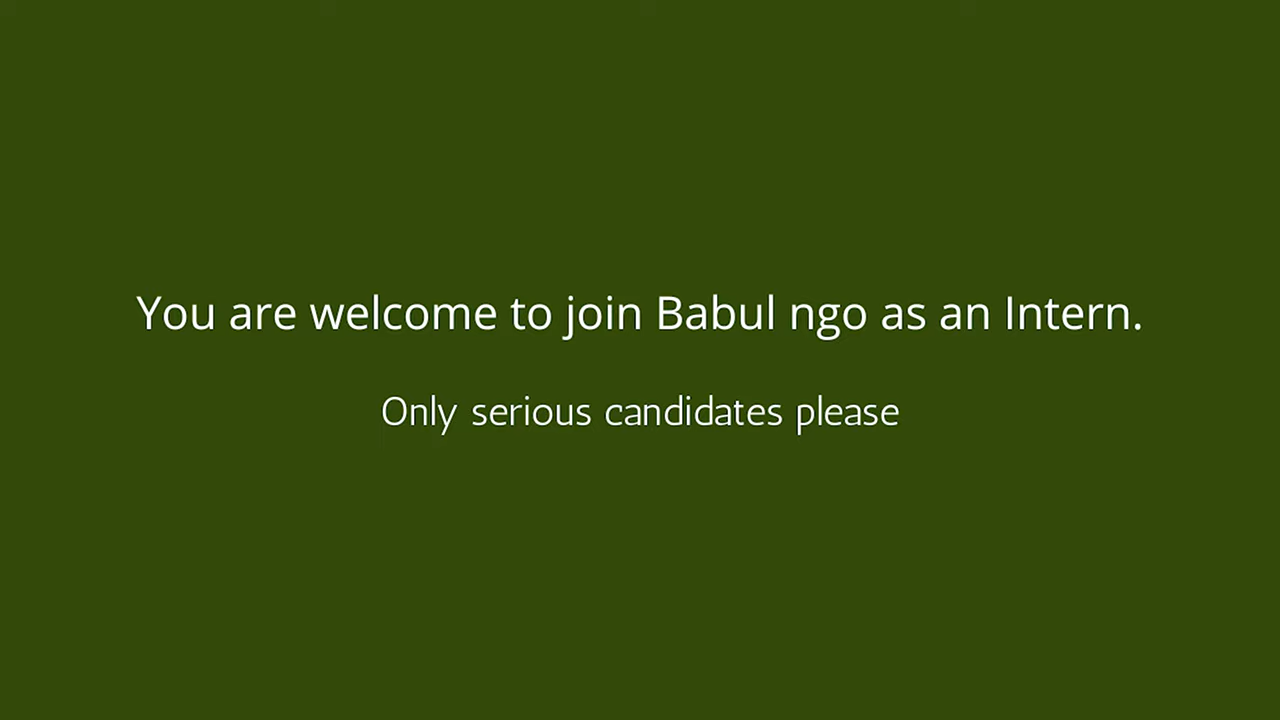 You are welcome to join Babul ngo as an Intern.
Only serious candidates please